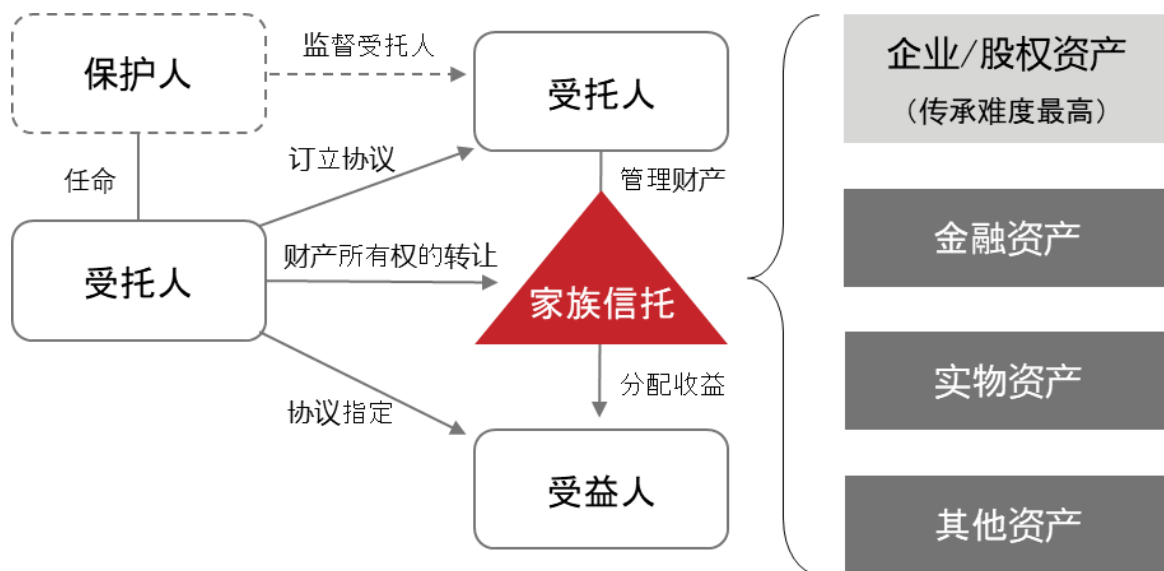 保护人
监督受托人
受托人
任命
订立协议
管理财产
受托人
财产所有权的转让
家族信托
协议指定
分配收益
受益人
企业/股权资产
（传承难度最高）
金融资产
实物资产
其他资产